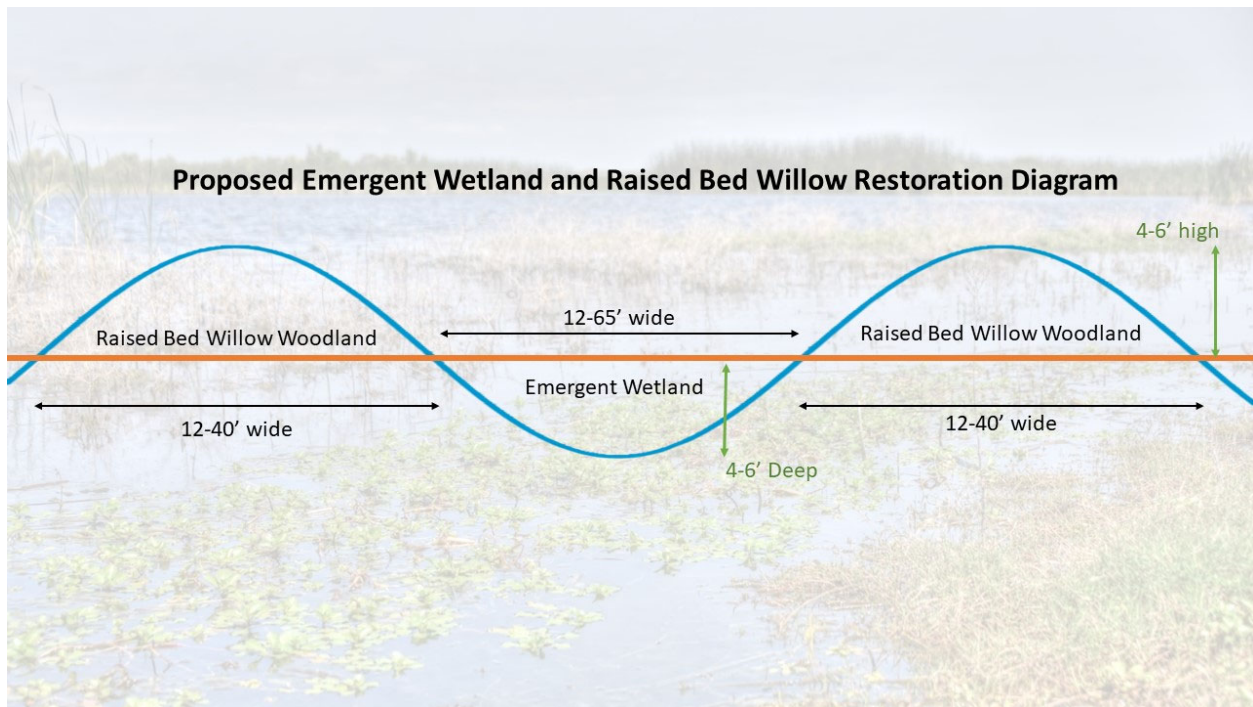 Proposed Emergent Wetland and Raised Bed Willow Restoration Diagram
4-6’ high
12-65’ wide
Raised Bed Willow Woodland
Raised Bed Willow Woodland
Emergent Wetland
12-40’ wide
12-40’ wide
4-6’ Deep